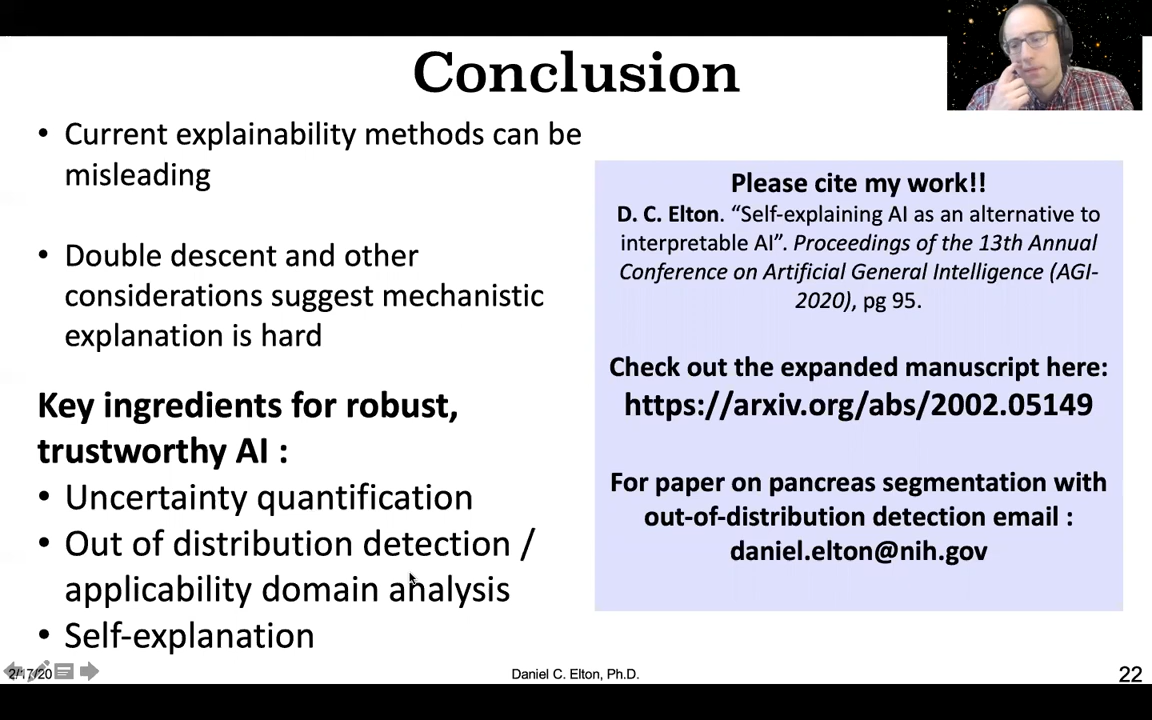 Conclusion
• Current explainability methods can be
misleading
• Double descent and other
considerations suggest mechanistic
explanation is hard
Key ingredients for robust,
trustworthy AI :
• Uncertainty quantification
• Out of distribution detection /
applicability domain analysis
• Self-explanation
Please cite my work!!
D. C. Elton. “Self-explaining AI as an alternative to
interpretable AI”. Proceedings of the 13th Annual
Conference on Artificial General Intelligence (AGI-
2020), pg 95.
Check out the expanded manuscript here:
https://arxiv.org/abs/2002.05149
For paper on pancreas segmentation with
out-of-distribution detection email :
daniel.elton@nih.gov
2/17/20
Daniel C. Elton, Ph.D.
22